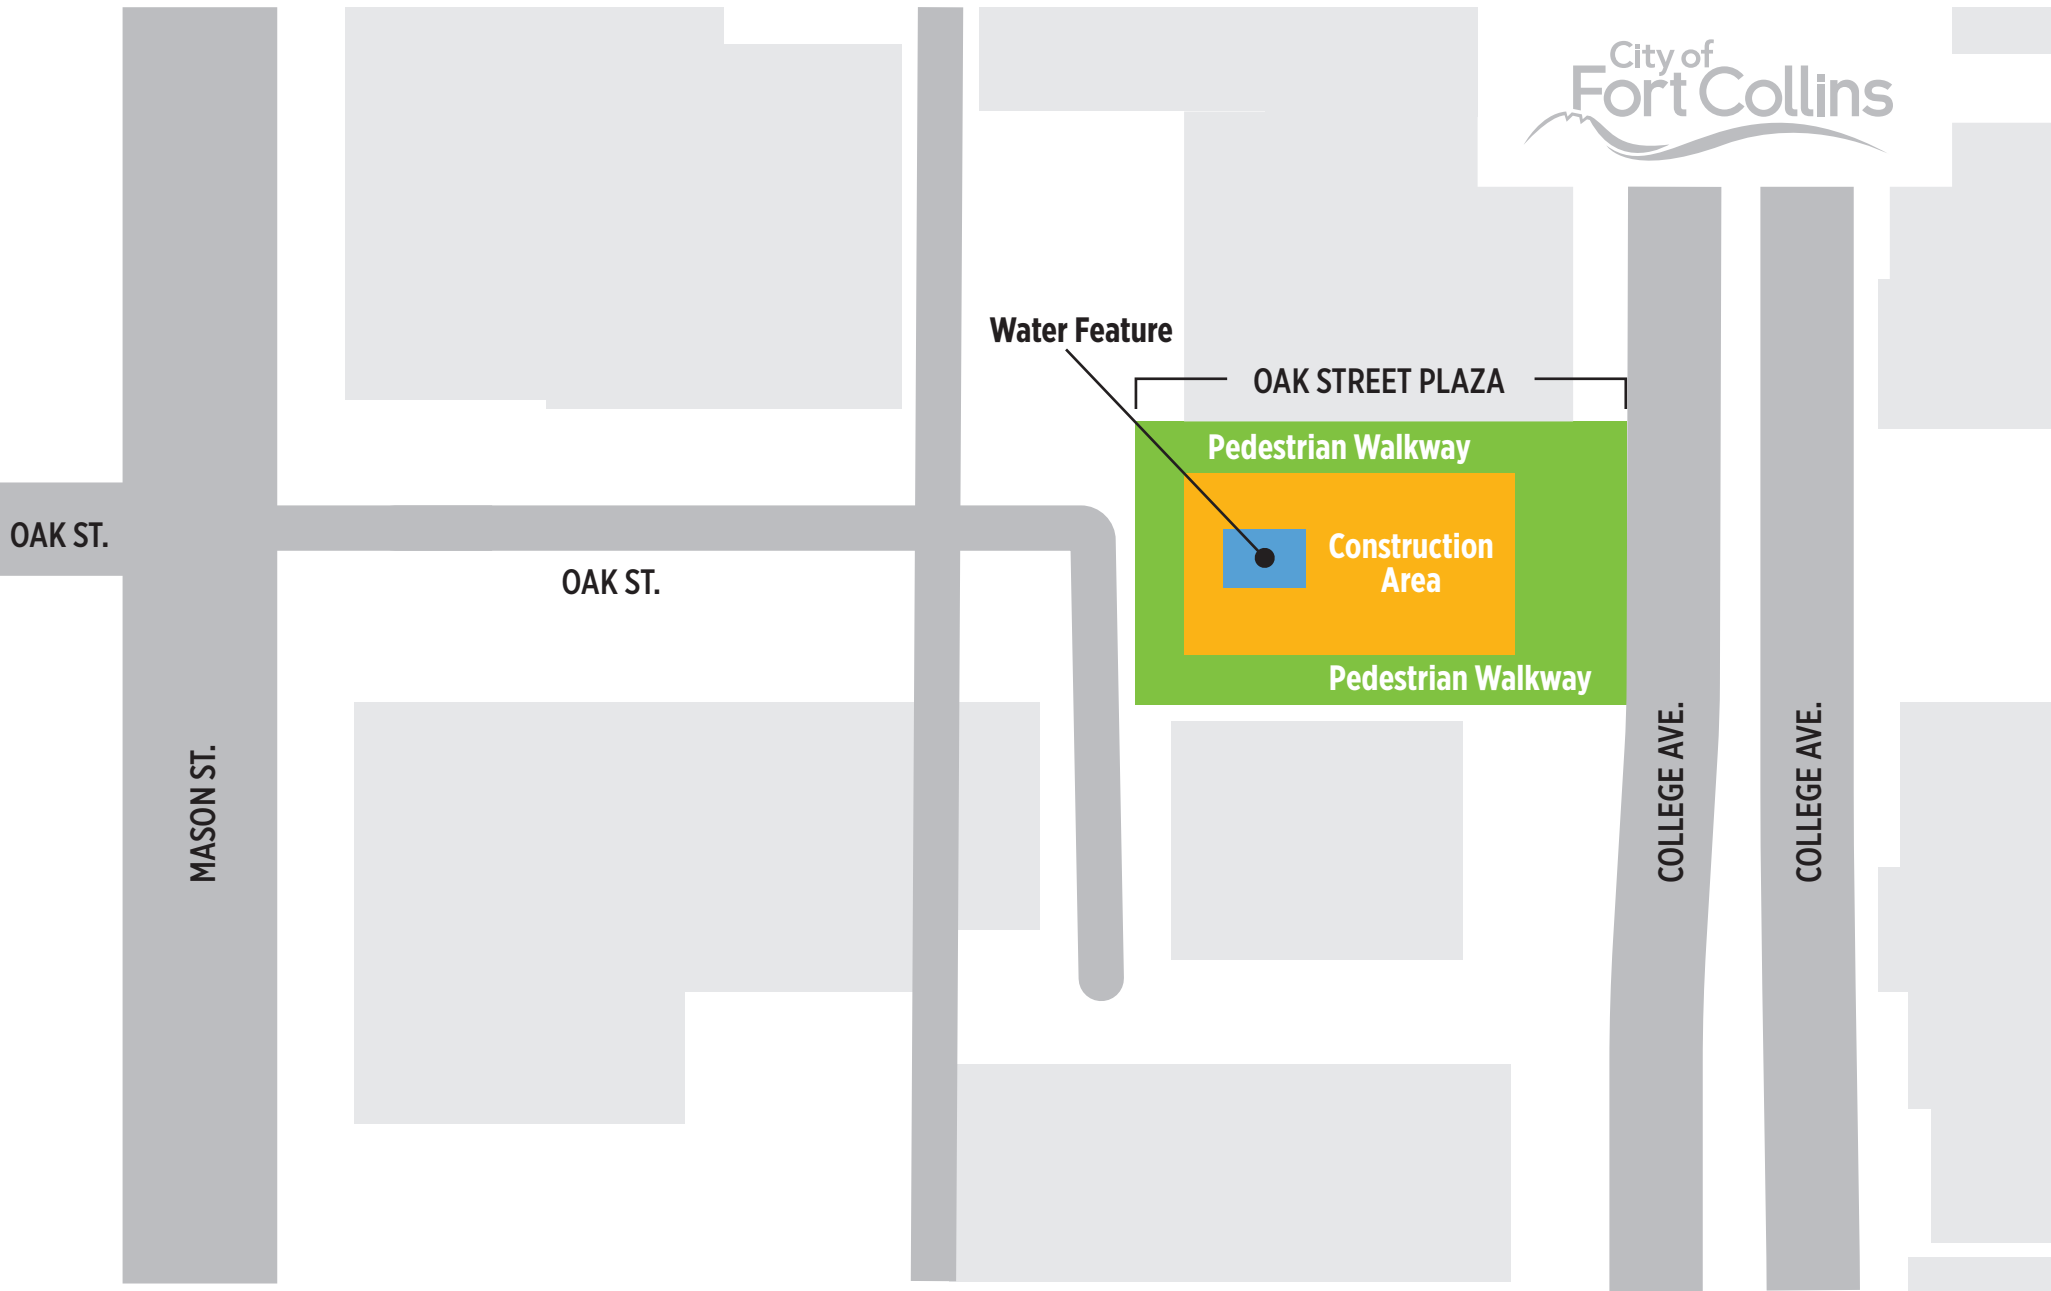 City of
Fort Collins
Water Feature
OAK STREET PLAZA
Pedestrian Walkway
OAK ST.
Construction
Area
OAK ST.
Pedestrian Walkway
MASON ST.
COLLEGE AVE.
COLLEGE AVE.